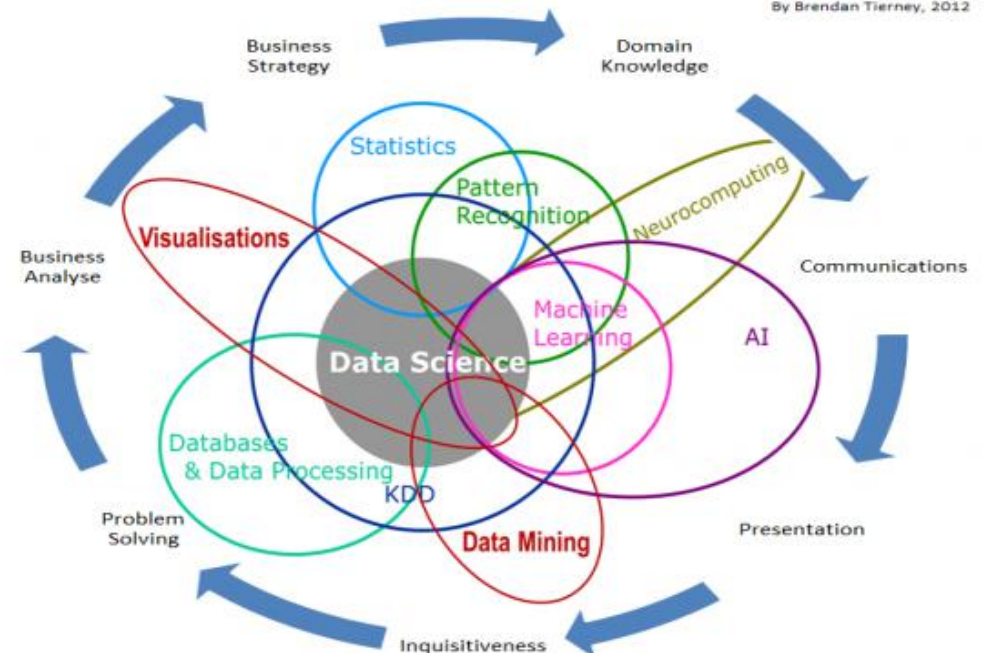 By Brendan Tierney, 2012
Business
Strategy
Domain
Knowledge
Statistics
Pattern
Recognition
Neurocomputing
Visualisations
Business
Analyse
Communications
Machine
Learning
AI
Data Science
Databases
& Data Processing
KDD
Problem
Solving
Data Mining
Presentation
Inquisitiveness